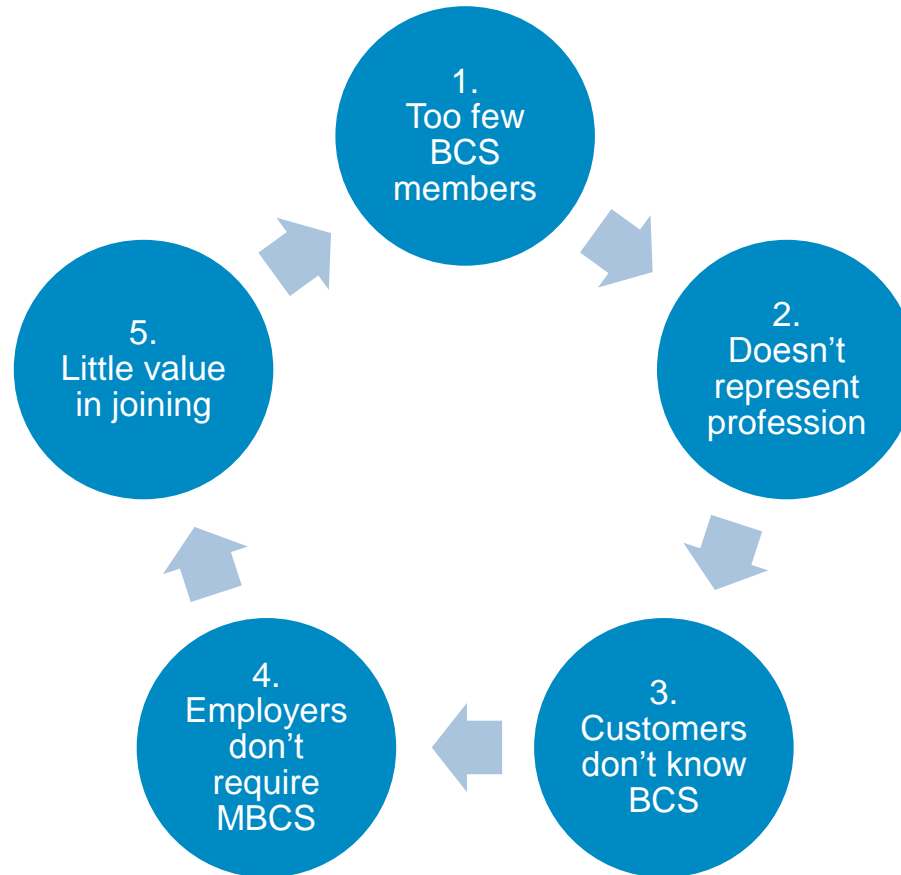 1.
Too few
BCS
members
2.
Doesn’t
represent
profession
3.
Customers
don’t know
BCS
4.
Employers
don’t
require
MBCS
5.
Little value
in joining